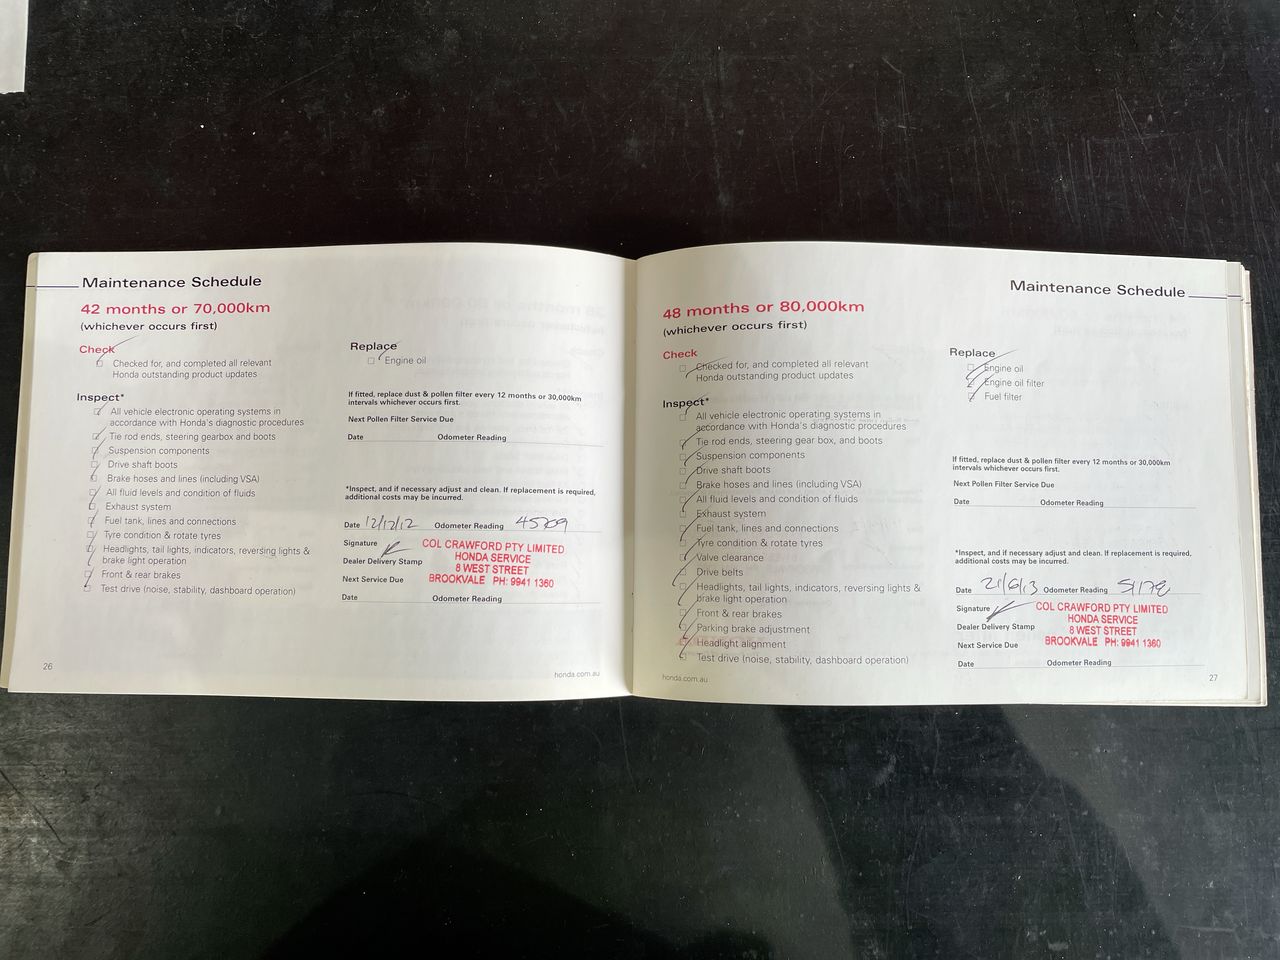 Maintenance Schedule
42 months or 70,000km
(whichever occurs first)
Check
Checked for, and completed all relevant
Honda outstanding product updates
Inspect*
All vehicle electronic operating systems in
accordance with Honda's diagnostic procedures
Tie rod ends, steering gearbox and boots
Suspension components
Drive shaft boots
Brake hoses and lines (including VSA)
All fluid levels and condition of fluids
Exhaust system
Fuel tank, lines and connections
Tyre condition & rotate tyres
Headlights, tail lights, indicators, reversing lights &
brake light operation
Front & rear brakes
Test drive (noise, stability, dashboard operation)
26
Replace
Engine oil
If fitted, replace dust & pollen filter every 12 months or 30,000km
intervals whichever occurs first.
Next Pollen Filter Service Due
Date Odometer Reading
*Inspect, and if necessary adjust and clean. If replacement is required,
additional costs may be incurred.
Date 12/12/12 Odometer Reading 45709
Signature
Dealer Delivery Stamp
COL CRAWFORD PTY LIMITED
HONDA SERVICE
8 WEST STREET
BROOKVALE PH: 9941 1360
Next Service Due
Date Odometer Reading
honda.com.au
Maintenance Schedule
48 months or 80,000km
(whichever occurs first)
Check
Checked for, and completed all relevant
Honda outstanding product updates
Inspect*
All vehicle electronic operating systems in
accordance with Honda's diagnostic procedures
Tie rod ends, steering gear box, and boots
Suspension components
Drive shaft boots
Brake hoses and lines (including VSA)
All fluid levels and condition of fluids
Exhaust system
Fuel tank, lines and connections
Tyre condition & rotate tyres
Valve clearance
Drive belts
Headlights, tail lights, indicators, reversing lights &
brake light operation
Front & rear brakes
Parking brake adjustment
Headlight alignment
Test drive (noise, stability, dashboard operation)
honda.com.au
Replace
Engine oil
Engine oil filter
Fuel filter
If fitted, replace dust & pollen filter every 12 months or 30,000km
intervals whichever occurs first.
Next Pollen Filter Service Due
Date Odometer Reading
*Inspect, and if necessary adjust and clean. If replacement is required,
additional costs may be incurred.
Date 21/6/13 Odometer Reading 51178
Signature
Dealer Delivery Stamp
COL CRAWFORD PTY LIMITED
HONDA SERVICE
8 WEST STREET
BROOKVALE PH: 9941 1360
Next Service Due
Date Odometer Reading
27